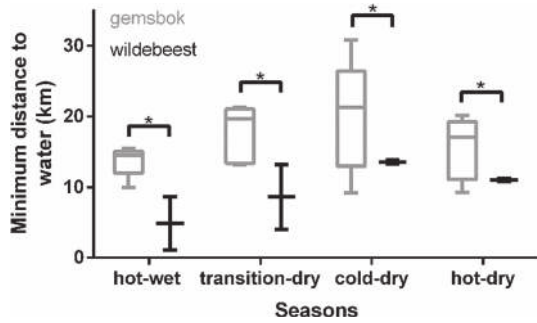 gemsbok
wildebeest
Minimum distance to
water (km)
30
20
10
0
*
*
*
*
hot-wet
transition-dry
cold-dry
hot-dry
Seasons